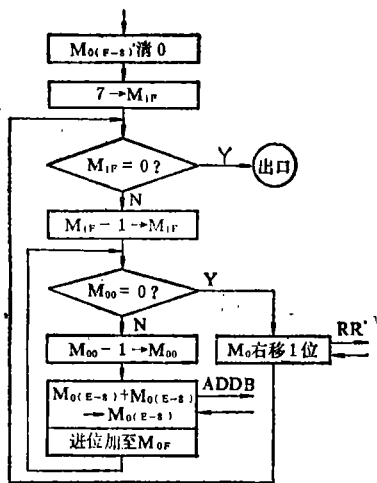 M₀₍F₋₈₎清0
7→M₁F
M₁F=0?
Y
出口
N
M₁F-1→M₁F
M₀₀=0?
Y
N
M₀₀-1→M₀₀
M₀右移1位
RR
M₀₍E₋₈₎+M₀₍E₋₈₎
→M₀₍E₋₈₎
ADDB
进位加至M₀F